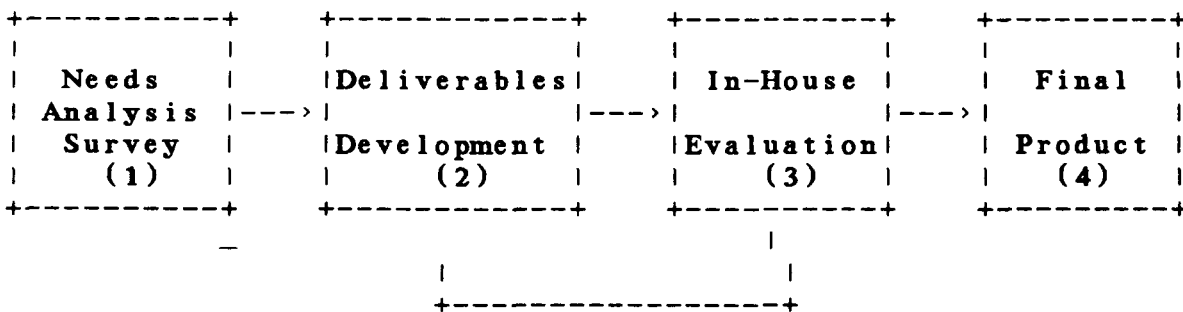 Needs Analysis Survey (1)
Deliverables Development (2)
In-House Evaluation (3)
Final Product (4)